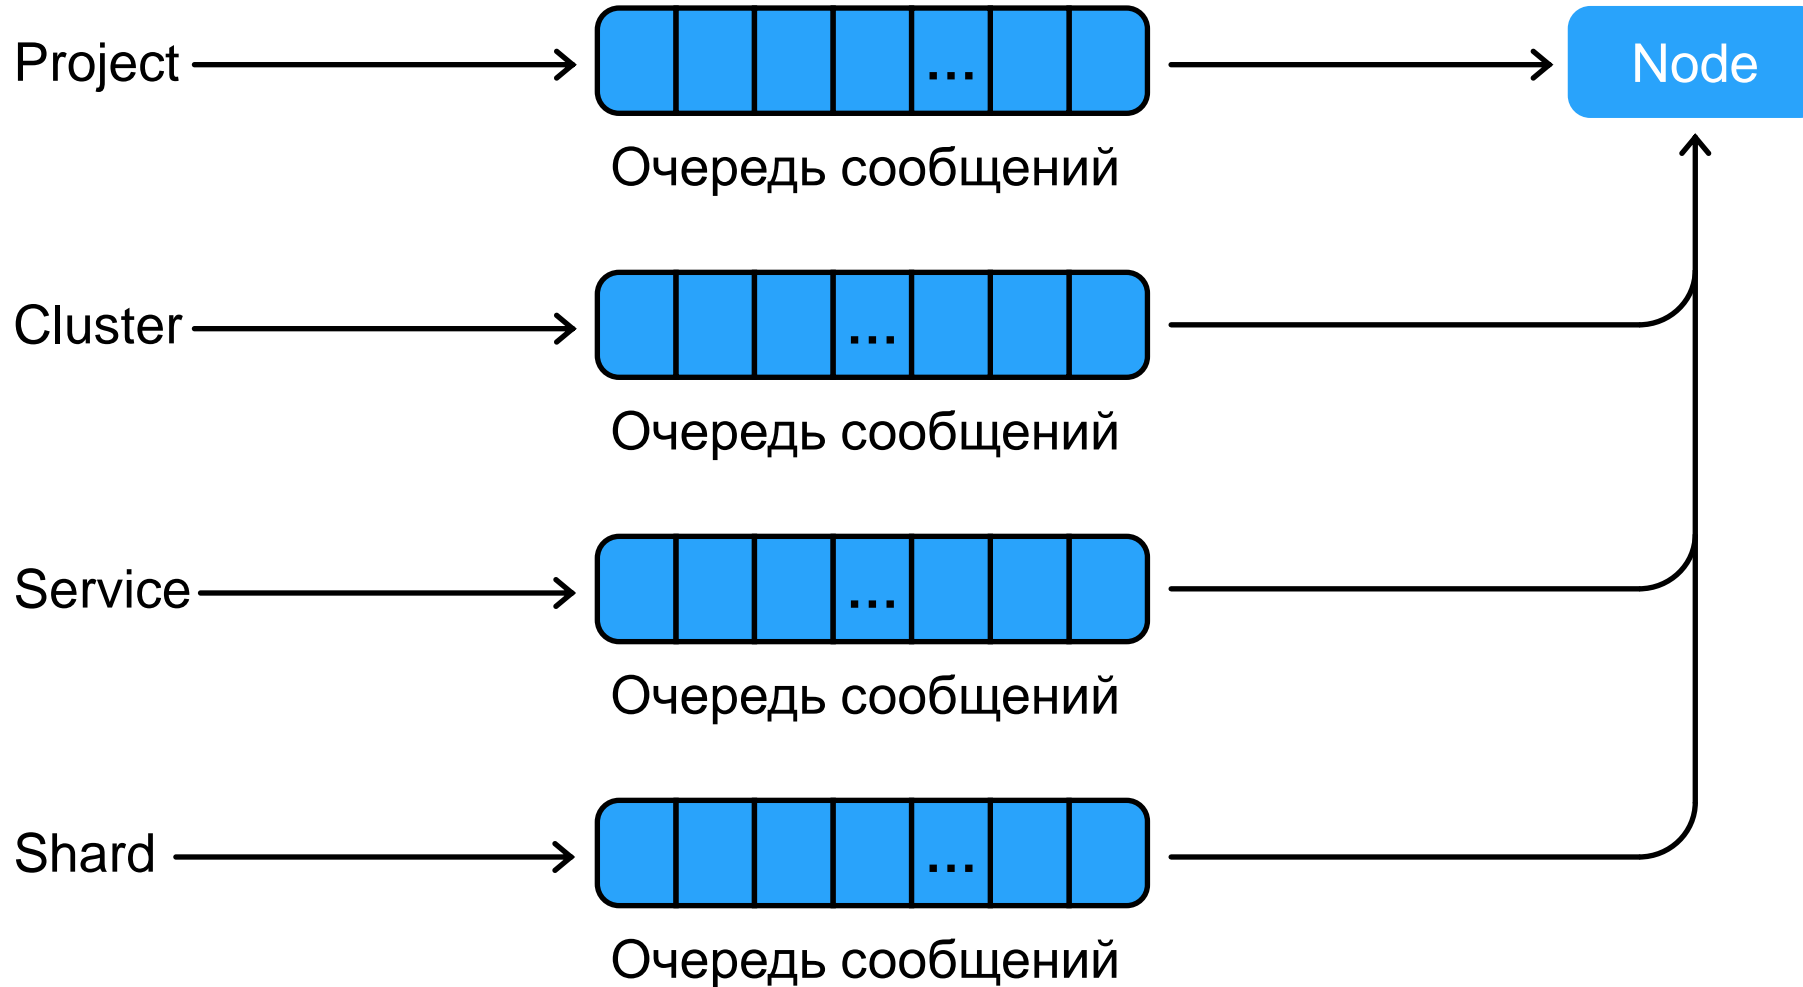 Project
...
Node
Очередь сообщений
Cluster
...
Очередь сообщений
Service
...
Очередь сообщений
Shard
...
Очередь сообщений